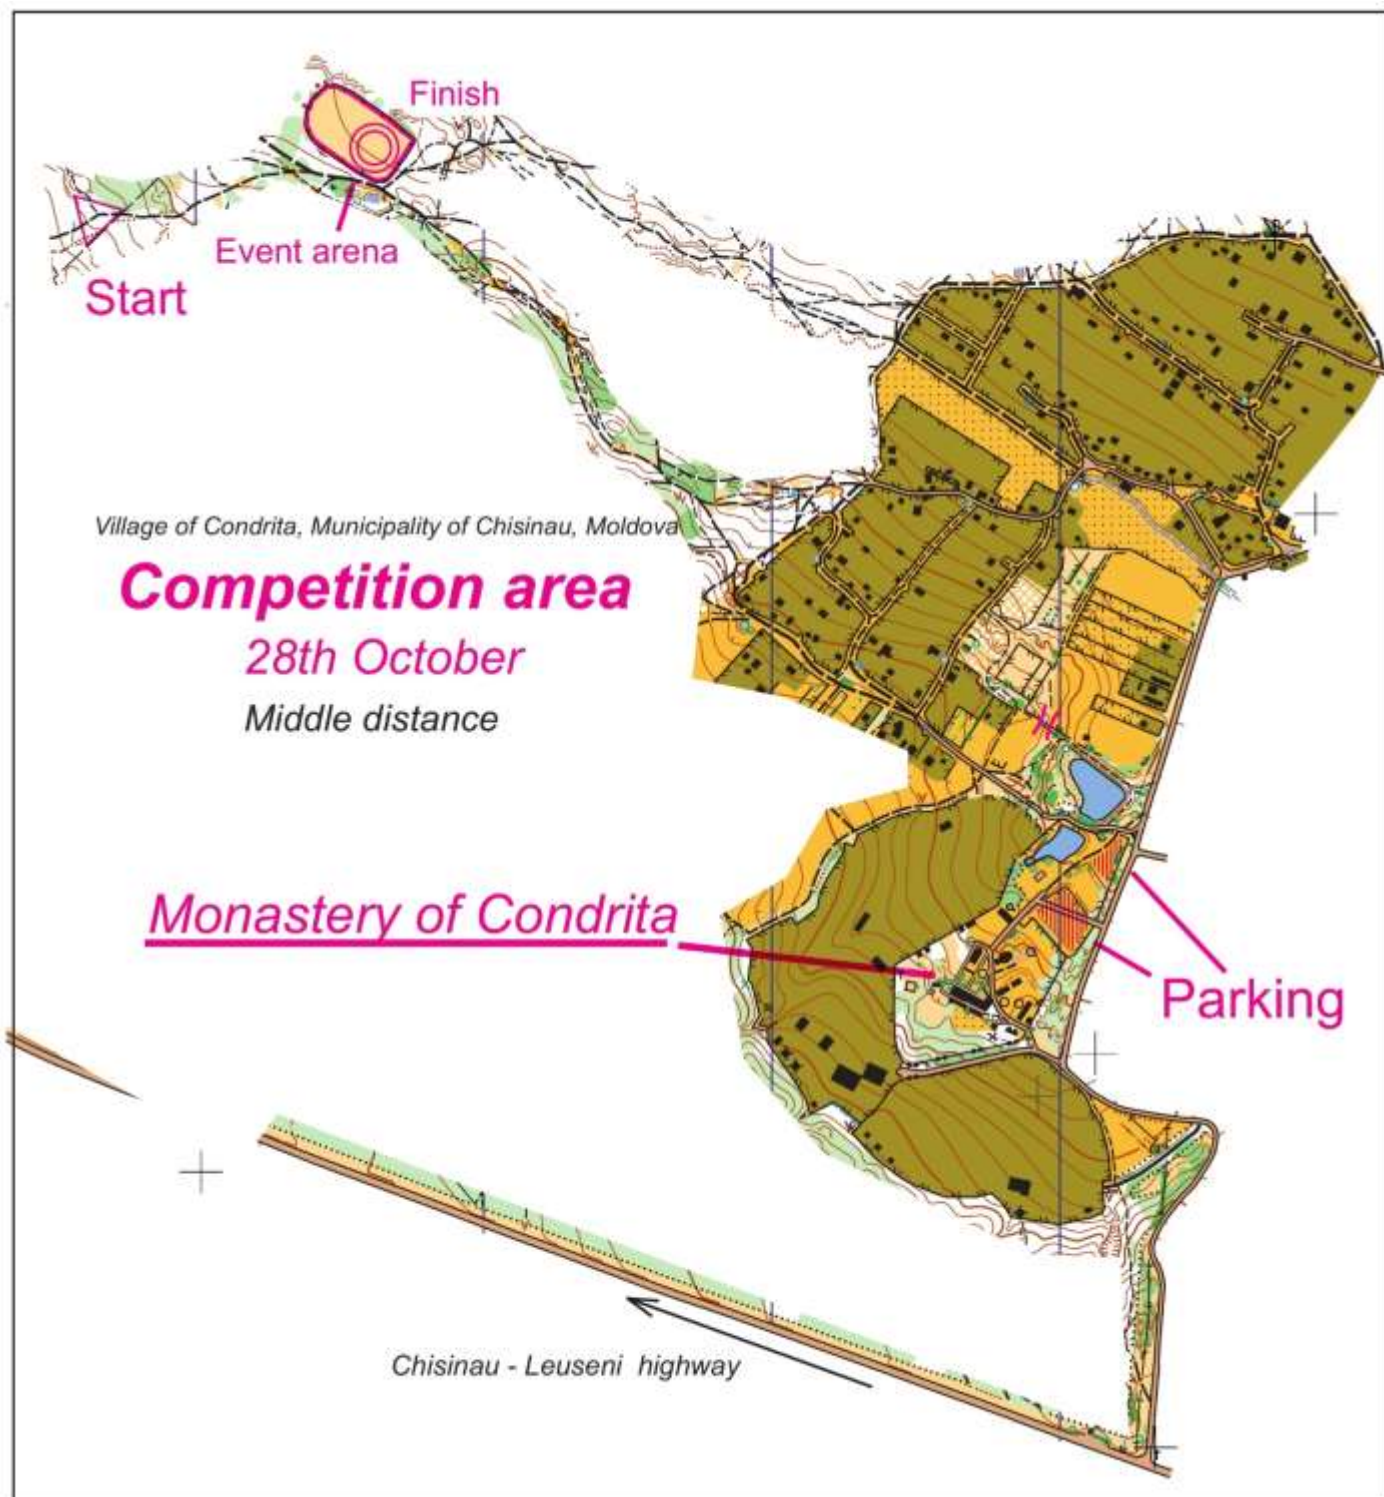 Finish
Event arena
Start
Village of Condrita, Municipality of Chisinau, Moldova
Competition area
28th October
Middle distance
Monastery of Condrita
Parking
Chisinau - Leuseni highway